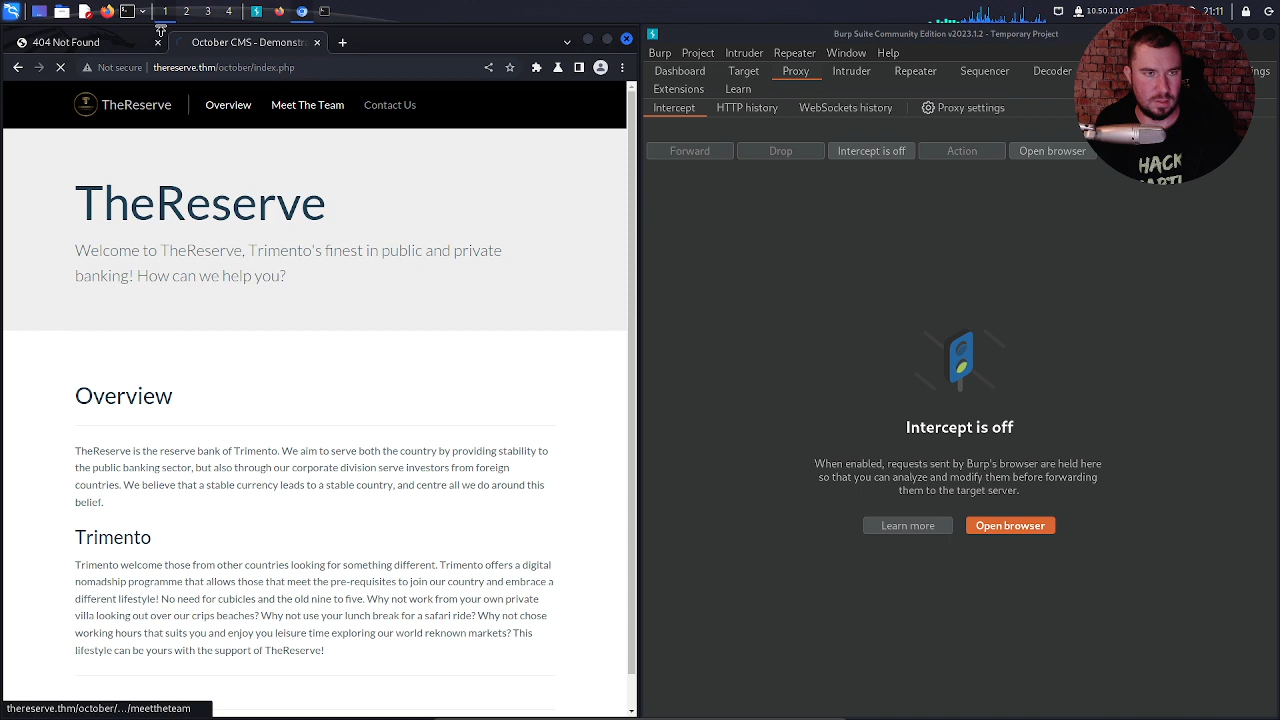 1 2 3 4
10.50.110.15
21:11
404 Not Found
October CMS - Demonstra
Not secure
thereserve.thm/october/index.php
TheReserve
Overview
Meet The Team
Contact Us
TheReserve
Welcome to TheReserve, Trimento's finest in public and private
banking! How can we help you?
Overview
TheReserve is the reserve bank of Trimento. We aim to serve both the country by providing stability to
the public banking sector, but also through our corporate division serve investors from foreign
countries. We believe that a stable currency leads to a stable country, and centre all we do around this
belief.
Trimento
Trimento welcome those from other countries looking for something different. Trimento offers a digital
nomadship programme that allows those that meet the pre-requisites to join our country and embrace a
different lifestyle! No need for cubicles and the old nine to five. Why not work from your own private
villa looking out over our crips beaches? Why not use your lunch break for a safari ride? Why not chose
working hours that suits you and enjoy you leisure time exploring our world reknown markets? This
lifestyle can be yours with the support of TheReserve!
thereserve.thm/october/.../meettheteam
Burp Suite Community Edition v2023.1.2 - Temporary Project
Burp Project Intruder Repeater Window Help
Dashboard Target Proxy Intruder Repeater Sequencer Decoder
Extensions Learn
Intercept HTTP history WebSockets history Proxy settings
Forward Drop Intercept is off Action Open browser
HACK
Intercept is off
When enabled, requests sent by Burp's browser are held here
so that you can analyze and modify them before forwarding
them to the target server.
Learn more Open browser